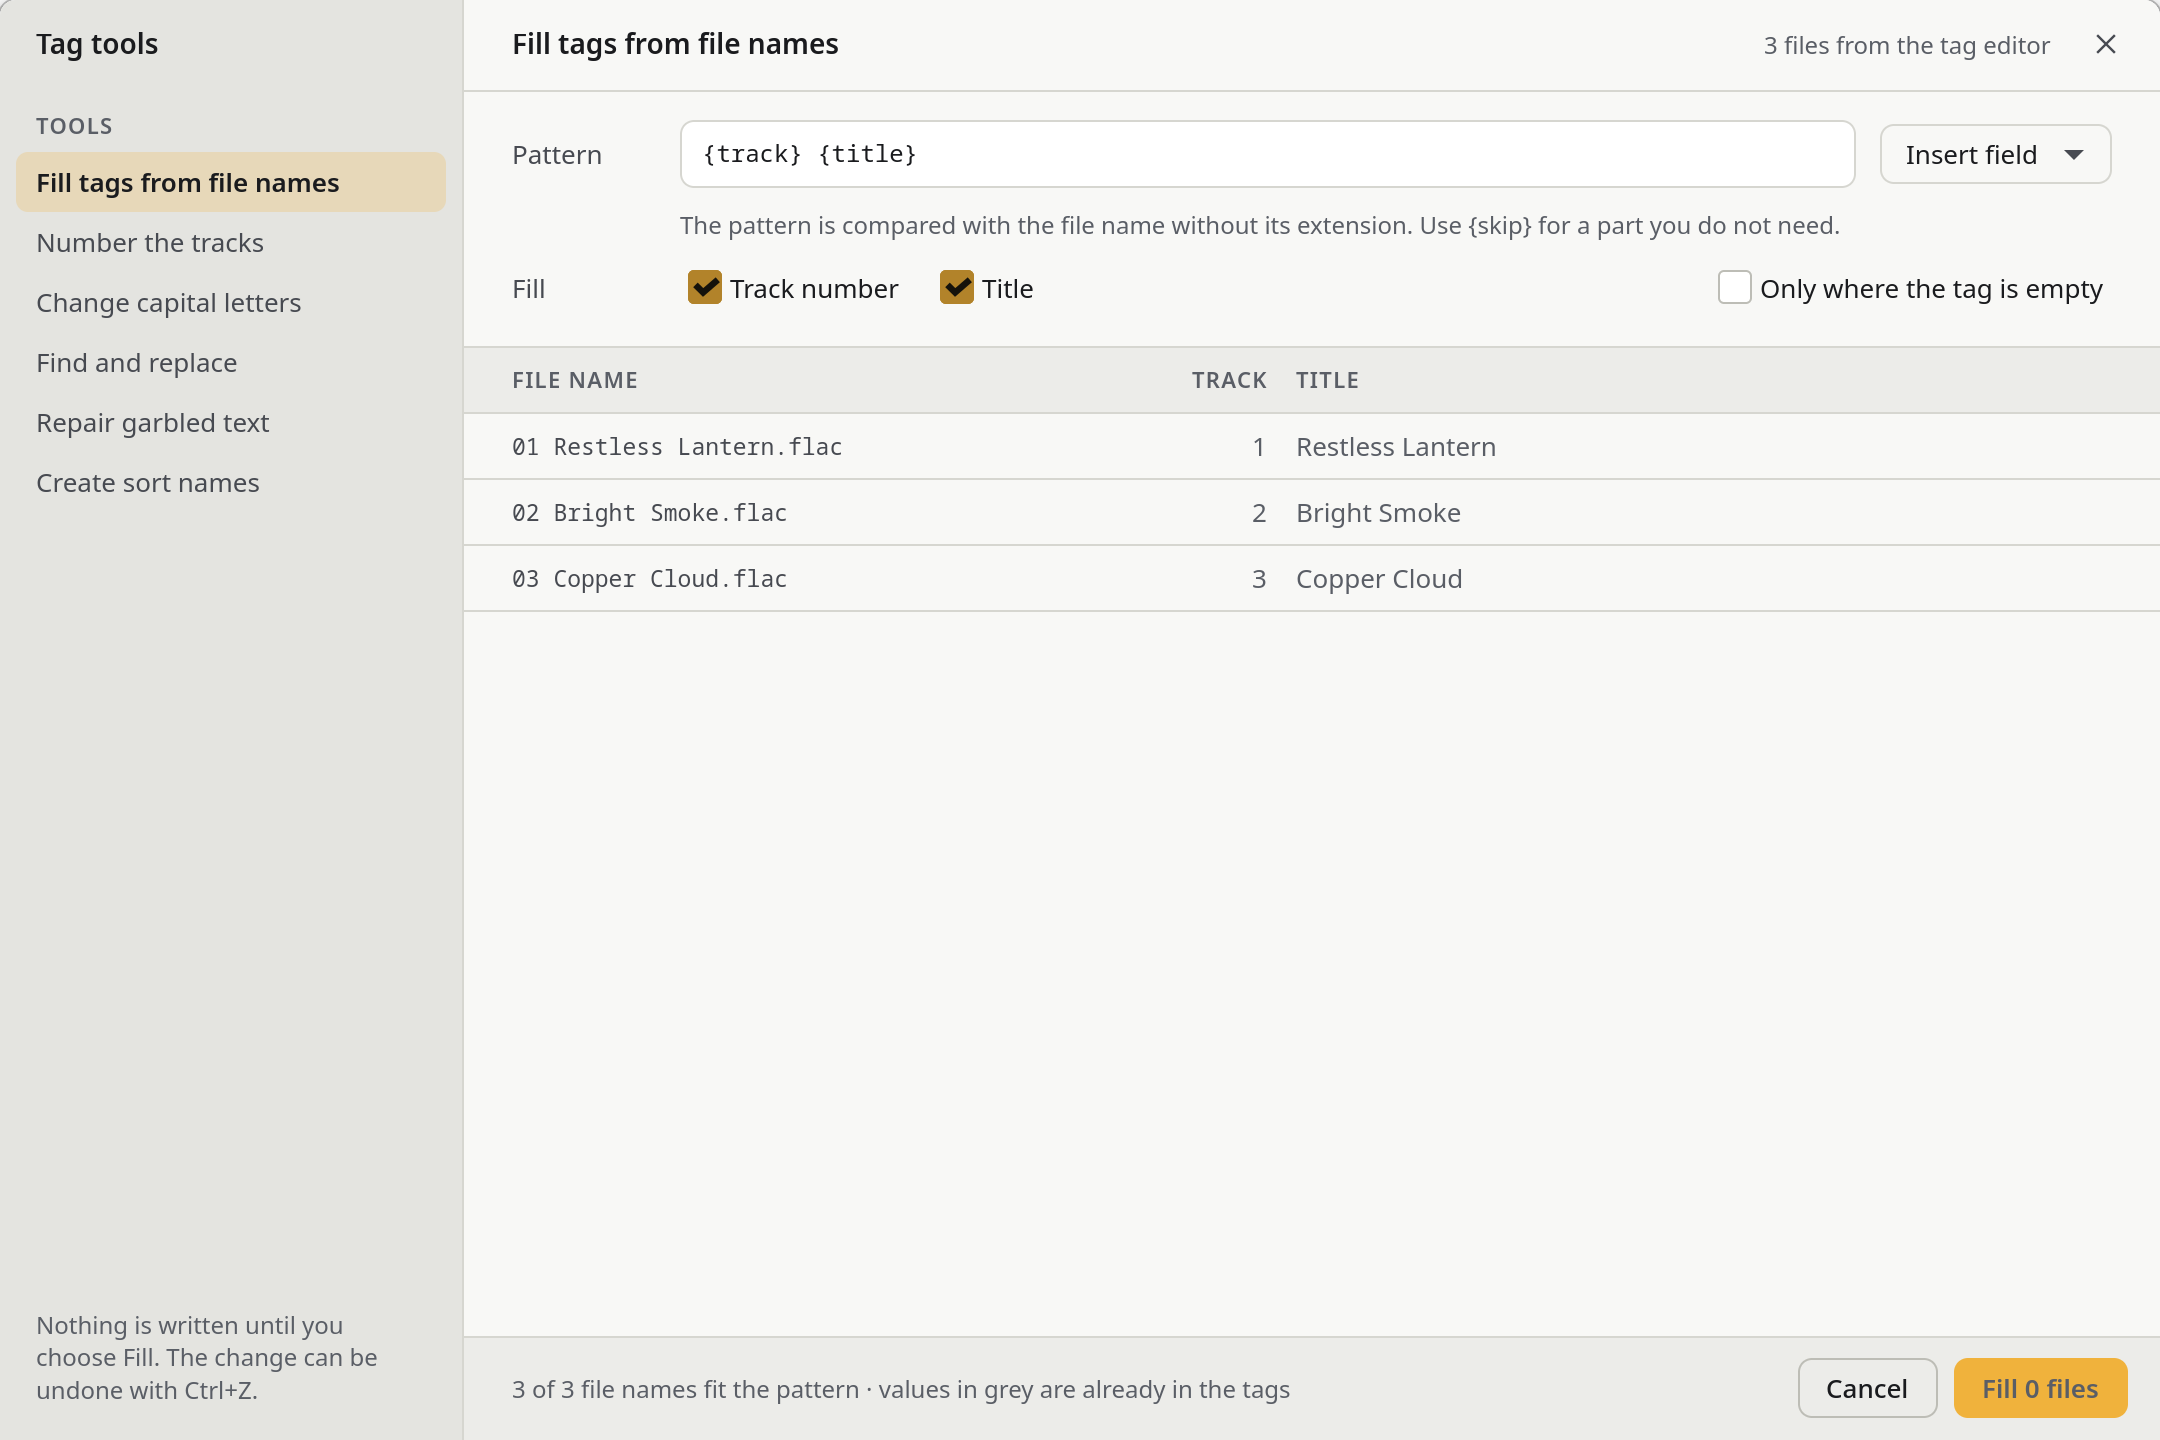 Tag tools
TOOLS
Fill tags from file names
Number the tracks
Change capital letters
Find and replace
Repair garbled text
Create sort names
Nothing is written until you
choose Fill. The change can be
undone with Ctrl+Z.
Fill tags from file names
3 files from the tag editor
Pattern
{track} {title}
Insert field
The pattern is compared with the file name without its extension. Use {skip} for a part you do not need.
Fill
Track number
Title
Only where the tag is empty
FILE NAME TRACK TITLE
01 Restless Lantern.flac 1 Restless Lantern
02 Bright Smoke.flac 2 Bright Smoke
03 Copper Cloud.flac 3 Copper Cloud
3 of 3 file names fit the pattern · values in grey are already in the tags
Cancel
Fill 0 files